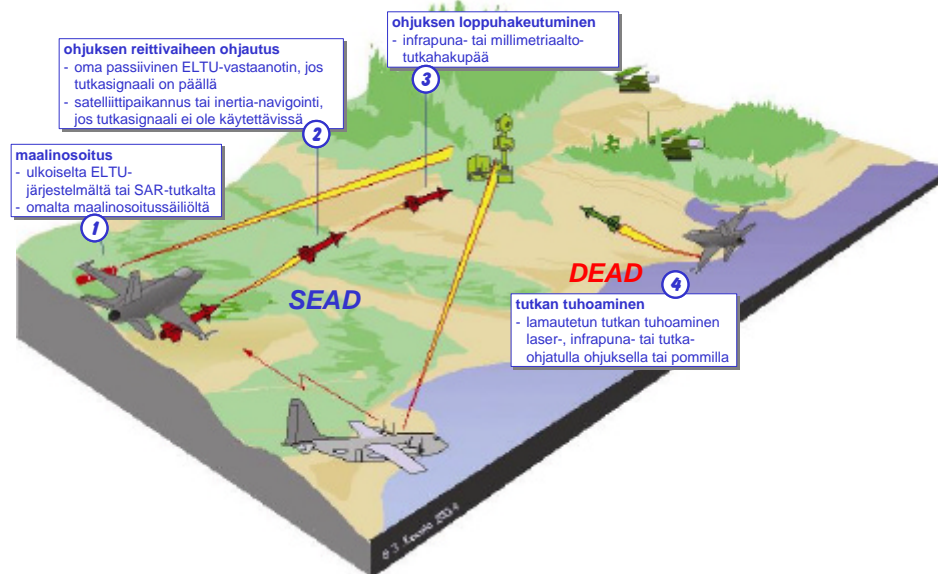 ohjuksen loppuhakeutuminen
- infrapuna- tai millimetriaalto-
tutkahakupää
3
ohjuksen reittivaiheen ohjautus
- oma passiivinen ELTU-vastaanotin, jos
tutkasignaali on päällä
- satelliittipaikannus tai inertia-navigointi,
jos tutkasignaali ei ole käytettävissä
2
maalinosoitus
- ulkoiselta ELTU-
järjestelmältä tai SAR-tutkalta
- omalta maalinosoitussäiliöltä
1
SEAD
DEAD
4
tutkan tuhoaminen
- lamautetun tutkan tuhoaminen
laser-, infrapuna- tai tutka-
ohjatulla ohjuksella tai pommilla